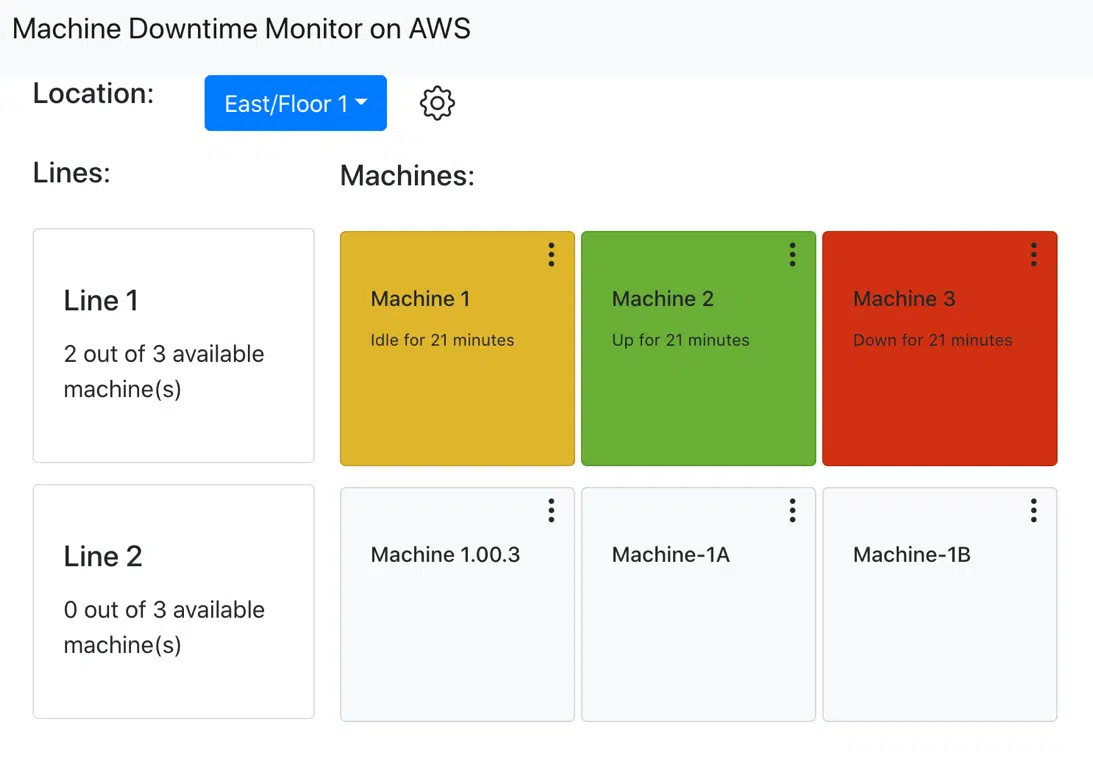 Machine Downtime Monitor on AWS
Location:
East/Floor 1
Lines:
Machines:
Line 1
2 out of 3 available
machine(s)
Machine 1
Idle for 21 minutes
Machine 2
Up for 21 minutes
Machine 3
Down for 21 minutes
Line 2
0 out of 3 available
machine(s)
Machine 1.00.3
Machine-1A
Machine-1B